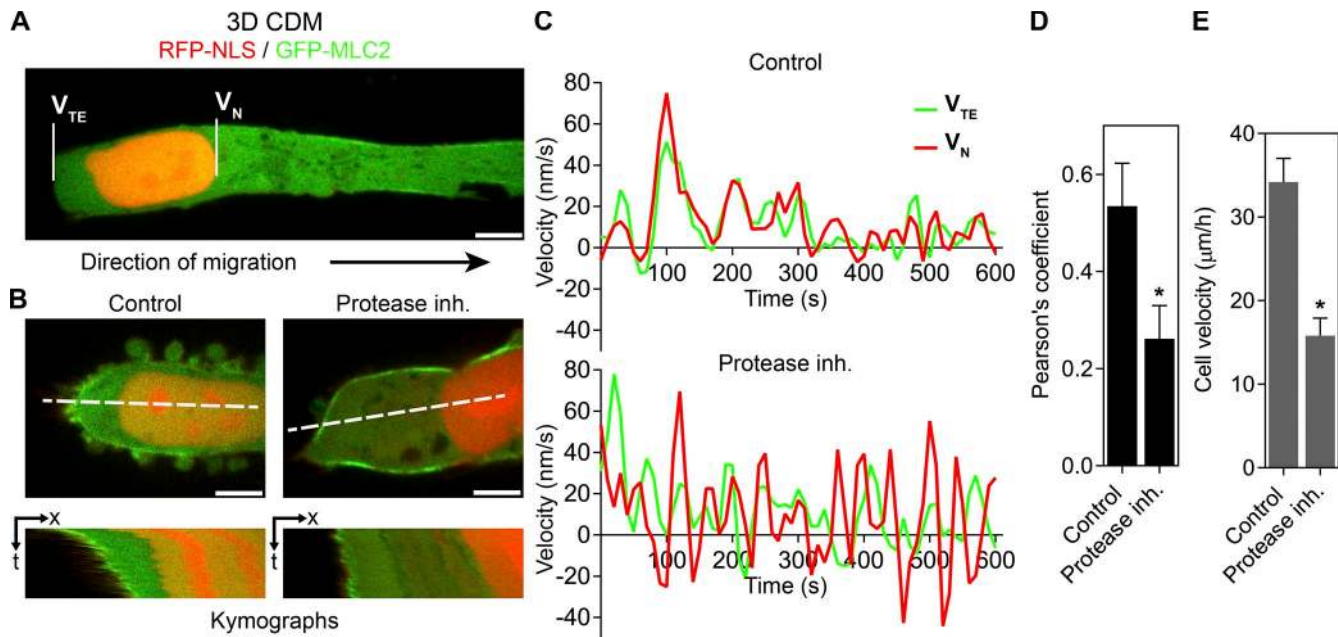 A
3D CDM
RFP-NLS / GFP-MLC2
V_TE
V_N
Direction of migration
B
Control
Protease inh.
x
t
x
t
Kymographs
C
Control
Velocity (nm/s)
80
60
40
20
0
-20
-40
V_TE
V_N
100
200
300
400
500
600
Time (s)
Protease inh.
Velocity (nm/s)
80
60
40
20
0
-20
-40
100
200
300
400
500
600
Time (s)
D
Pearson's coefficient
0.6
0.4
0.2
0.0
*
Control
Protease inh.
E
Cell velocity (µm/h)
40
30
20
10
0
*
Control
Protease inh.